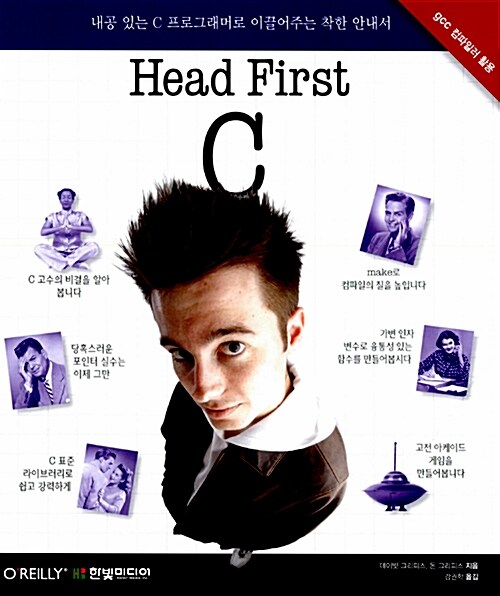 내공 있는 C 프로그래머로 이끌어주는 착한 안내서
gcc 컴파일러 활용
Head First
C
C 고수의 비결을 알아
봅니다
make로
컴파일의 질을 높입니다
당혹스러운
포인터 실수는
이제 그만
가변 인자
변수로 융통성 있는
함수를 만들어봅시다
C 표준
라이브러리로
쉽고 강력하게
고전 아케이드
게임을
만들어봅니다
데이빗 그리피스, 돈 그리피스 지음
강권학 옮김
O'REILLY® 한빛미디어